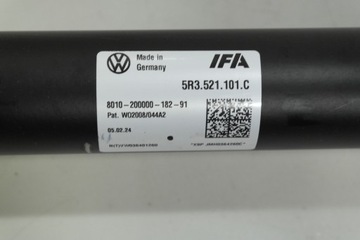 Made in
Germany
IFA
5R3.521.101.C
8010-200000-182-91
Pat. WO2008/044A2
05.02.24